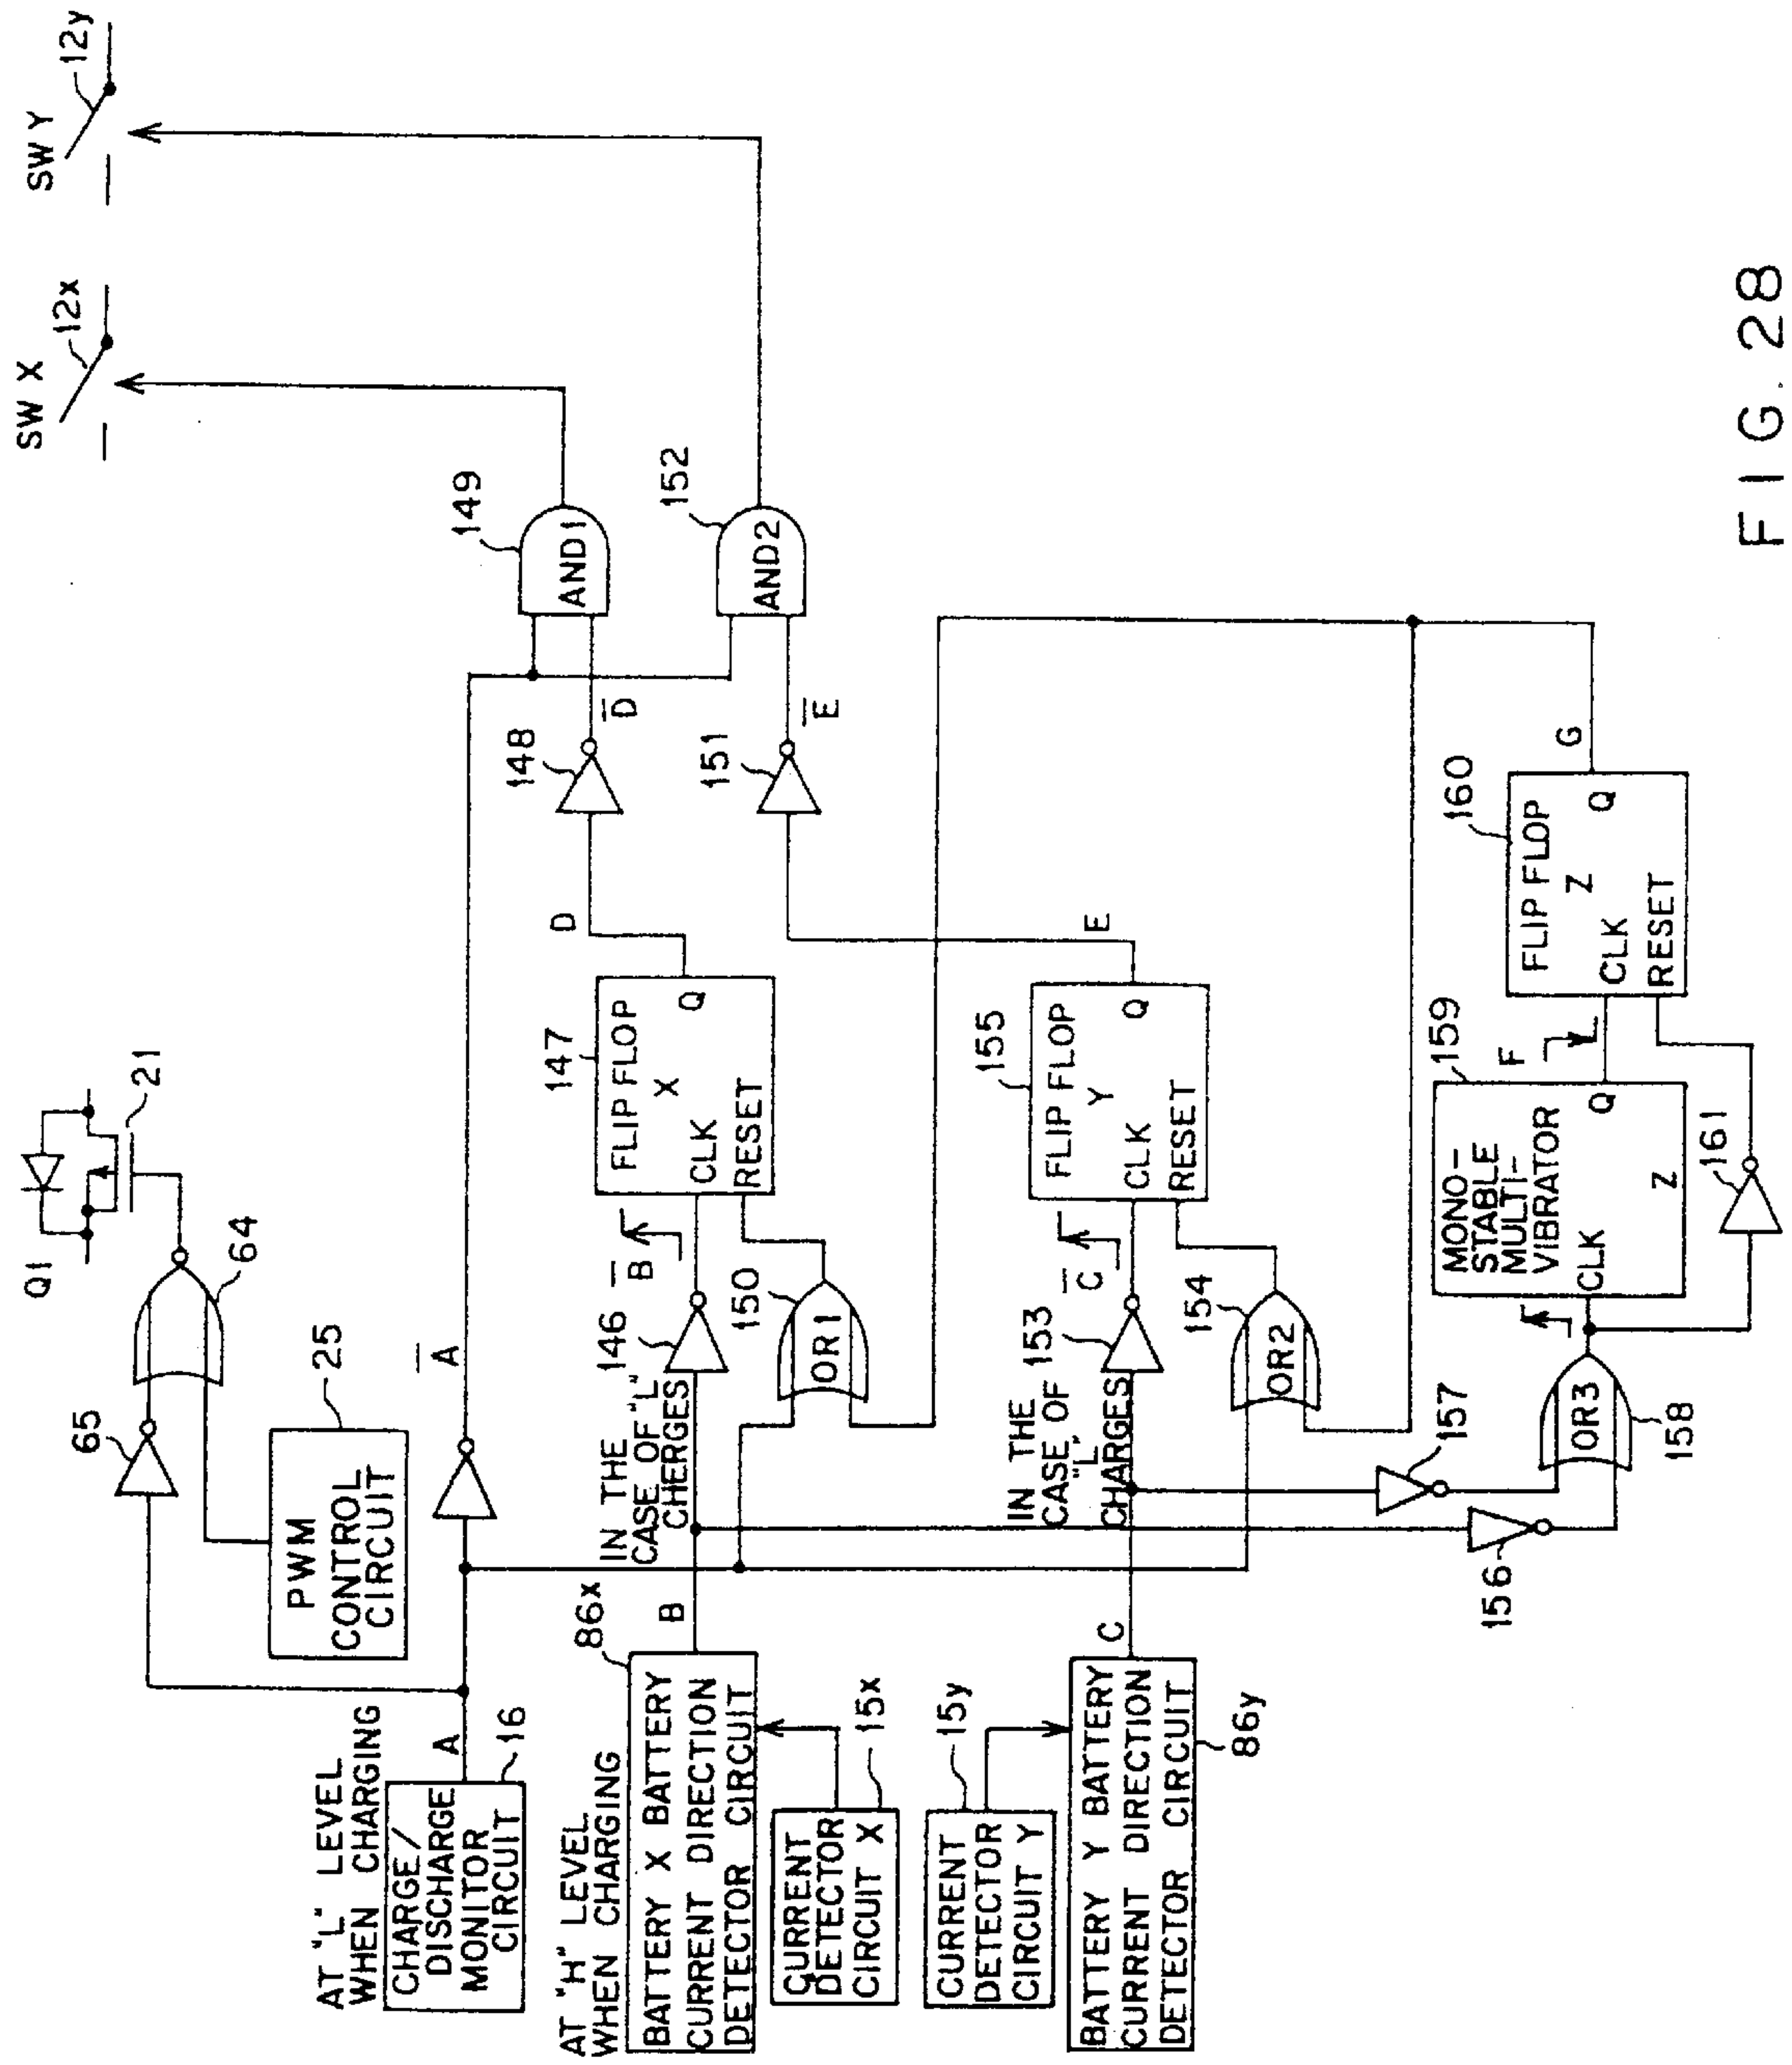 SW X
12x
SW Y
12y
Q1
21
64
65
25
PWM
CONTROL
CIRCUIT
A
149
AND1
152
AND2
AT "L" LEVEL
WHEN CHARGING
A
16
CHARGE/
DISCHARGE
MONITOR
CIRCUIT
148
D
D
151
E
E
147
FLIP FLOP
X
CLK
Q
RESET
146
B
150
OR1
IN THE
CASE OF "L"
CHERGES
AT "H" LEVEL
WHEN CHARGING
86x
B
BATTERY X BATTERY
CURRENT DIRECTION
DETECTOR CIRCUIT
CURRENT
DETECTOR
CIRCUIT X
15x
155
FLIP FLOP
Y
CLK
Q
RESET
C
153
154
OR2
IN THE
CASE OF
"L"
CHARGES
CURRENT
DETECTOR
CIRCUIT Y
15y
C
BATTERY Y BATTERY
CURRENT DIRECTION
DETECTOR CIRCUIT
86y
157
156
OR3
158
MONO-
STABLE
MULTI-
VIBRATOR
CLK
Q
Z
159
F
161
160
FLIP FLOP
Z
CLK
Q
RESET
G
FIG. 28